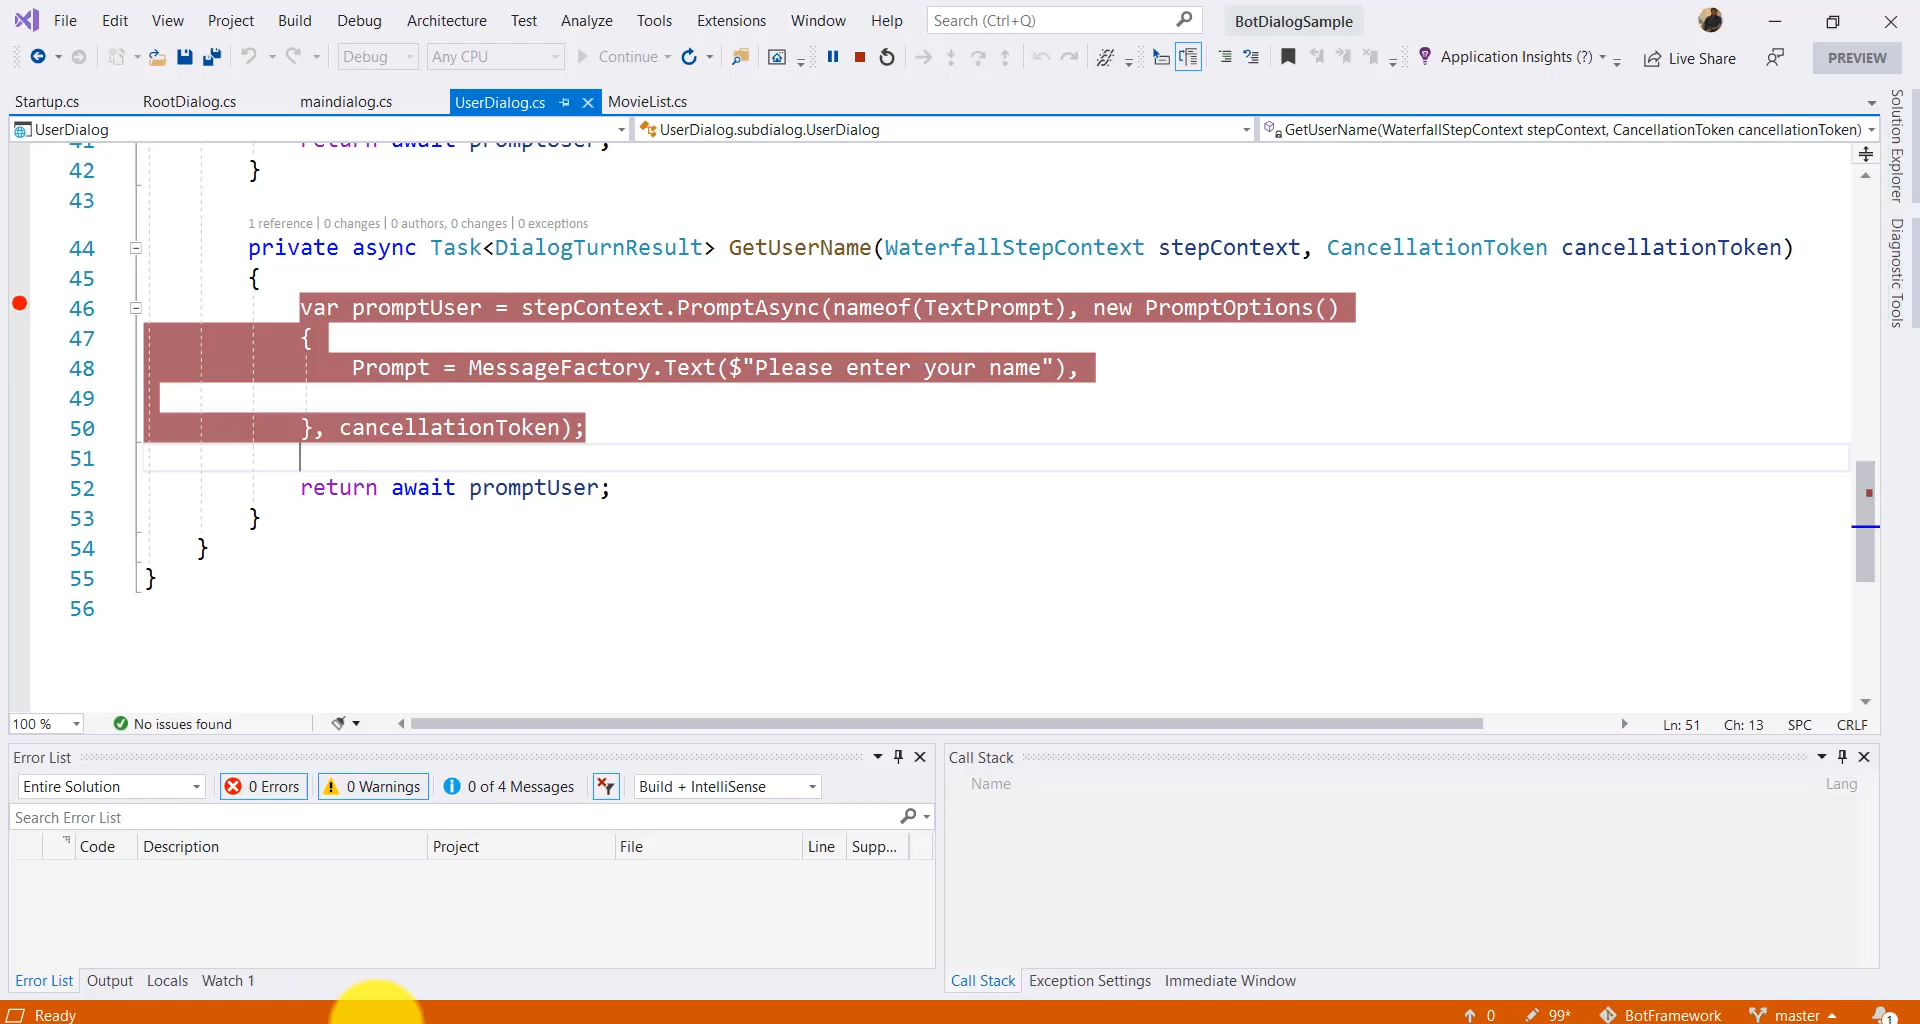 File Edit View Project Build Debug Architecture Test Analyze Tools Extensions Window Help Search (Ctrl+Q) BotDialogSample
Debug Any CPU Continue Application Insights (?) Live Share PREVIEW
Startup.cs RootDialog.cs maindialog.cs UserDialog.cs MovieList.cs
UserDialog UserDialog.subdialog.UserDialog GetUserName(WaterfallStepContext stepContext, CancellationToken cancellationToken)
41 return await promptUser;
42 }
43
1 reference | 0 changes | 0 authors, 0 changes | 0 exceptions
44 private async Task<DialogTurnResult> GetUserName(WaterfallStepContext stepContext, CancellationToken cancellationToken)
45 {
46 var promptUser = stepContext.PromptAsync(nameof(TextPrompt), new PromptOptions()
47 {
48 Prompt = MessageFactory.Text($"Please enter your name"),
49
50 }, cancellationToken);
51
52 return await promptUser;
53 }
54 }
55 }
56
Solution Explorer
Diagnostic Tools
100 % No issues found Ln: 51 Ch: 13 SPC CRLF
Error List
Entire Solution 0 Errors 0 Warnings 0 of 4 Messages Build + IntelliSense
Search Error List
Code Description Project File Line Supp...
Error List Output Locals Watch 1
Call Stack
Name Lang
Call Stack Exception Settings Immediate Window
Ready 0 99* BotFramework master 1